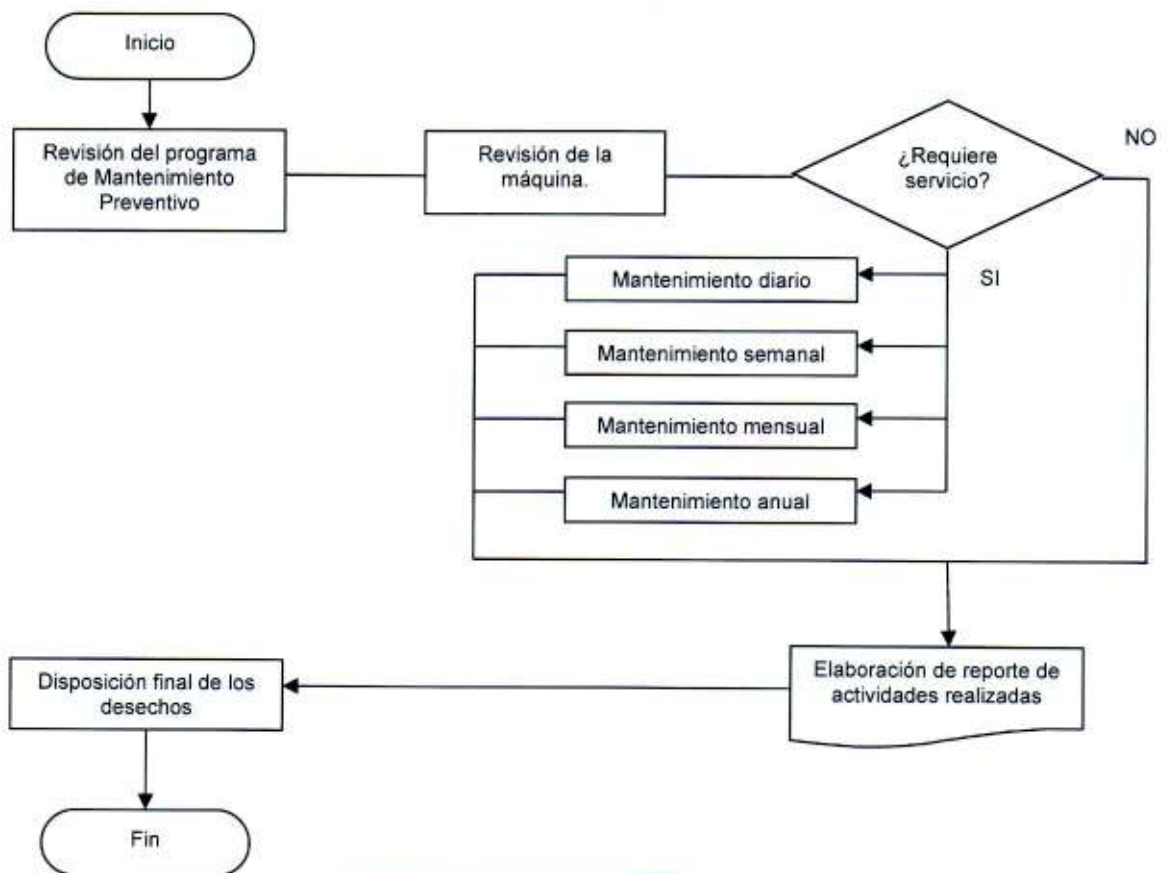 Inicio
Revisión del programa
de Mantenimiento
Preventivo
Revisión de la
máquina.
¿Requiere
servicio?
NO
SI
Mantenimiento diario
Mantenimiento semanal
Mantenimiento mensual
Mantenimiento anual
Elaboración de reporte de
actividades realizadas
Disposición final de los
desechos
Fin